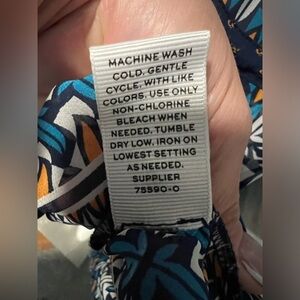 MACHINE WASH
COLD, GENTLE
CYCLE, WITH LIKE
COLORS. USE ONLY
NON-CHLORINE
BLEACH WHEN
NEEDED. TUMBLE
DRY LOW, IRON ON
LOWEST SETTING
AS NEEDED.
SUPPLIER
75590-0